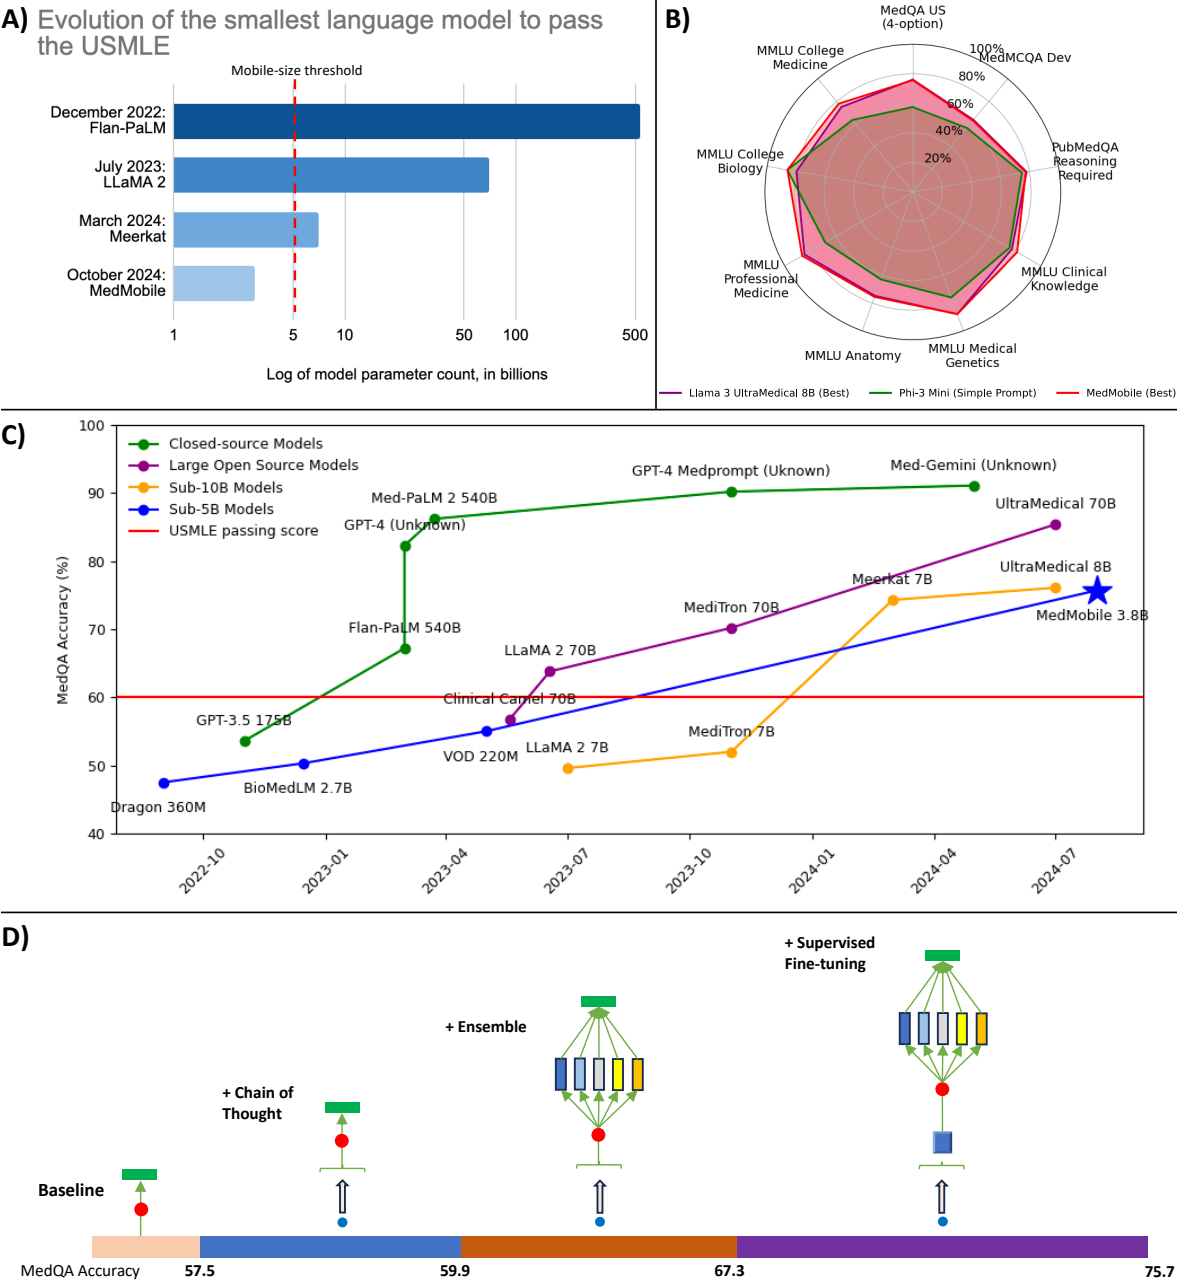 A)
Evolution of the smallest language model to pass
the USMLE
Mobile-size threshold
December 2022:
Flan-PaLM
July 2023:
LLaMA 2
March 2024:
Meerkat
October 2024:
MedMobile
1
5
10
50
100
500
Log of model parameter count, in billions
B)
MedQA US
(4-option)
MedMCQA Dev
PubMedQA
Reasoning
Required
MMLU Clinical
Knowledge
MMLU Medical
Genetics
MMLU Anatomy
MMLU
Professional
Medicine
MMLU College
Biology
MMLU College
Medicine
100%
80%
60%
40%
20%
Llama 3 UltraMedical 8B (Best)
Phi-3 Mini (Simple Prompt)
MedMobile (Best)
C)
Closed-source Models
Large Open Source Models
Sub-10B Models
Sub-5B Models
USMLE passing score
MedQA Accuracy (%)
100
90
80
70
60
50
40
GPT-4 Medprompt (Uknown)
Med-Gemini (Unknown)
Med-PaLM 2 540B
GPT-4 (Unknown)
UltraMedical 70B
UltraMedical 8B
Meerkat 7B
MedMobile 3.8B
MediTron 70B
Flan-PaLM 540B
LLaMA 2 70B
Clinical Camel 70B
GPT-3.5 175B
MediTron 7B
LLaMA 2 7B
VOD 220M
BioMedLM 2.7B
Dragon 360M
2022-10
2023-01
2023-04
2023-07
2023-10
2024-01
2024-04
2024-07
D)
+ Supervised
Fine-tuning
+ Ensemble
+ Chain of
Thought
Baseline
MedQA Accuracy
57.5
59.9
67.3
75.7